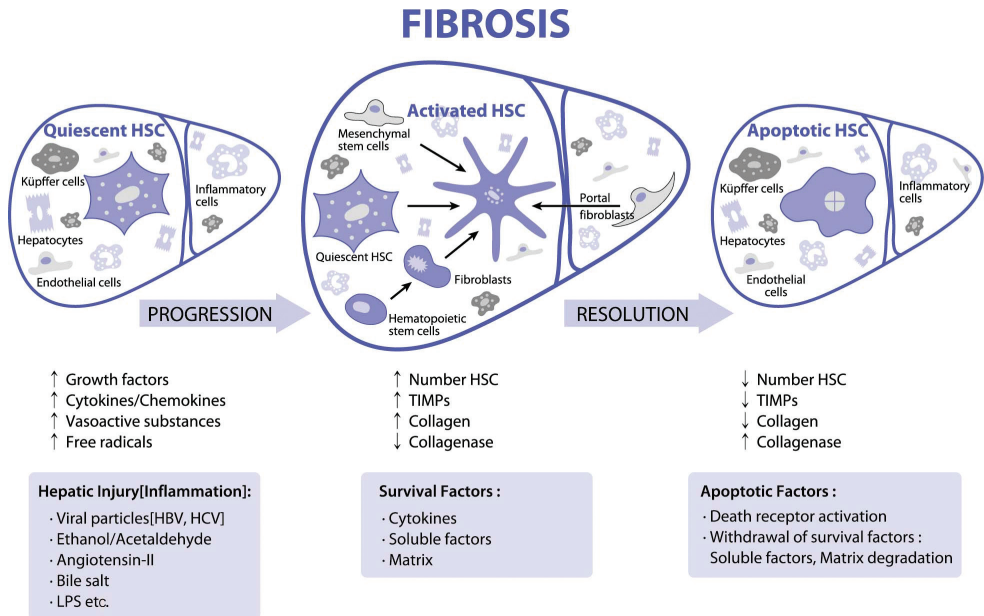 FIBROSIS
Quiescent HSC
Küpffer cells
Inflammatory
cells
Hepatocytes
Endothelial cells
Activated HSC
Mesenchymal
stem cells
Portal
fibroblasts
Quiescent HSC
Fibroblasts
Hematopoietic
stem cells
Apoptotic HSC
Küpffer cells
Inflammatory
cells
Hepatocytes
Endothelial
cells
PROGRESSION
RESOLUTION
↑ Growth factors
↑ Cytokines/Chemokines
↑ Vasoactive substances
↑ Free radicals
↑ Number HSC
↑ TIMPs
↑ Collagen
↓ Collagenase
↓ Number HSC
↓ TIMPs
↓ Collagen
↑ Collagenase
Hepatic Injury[Inflammation]:
· Viral particles[HBV, HCV]
· Ethanol/Acetaldehyde
· Angiotensin-II
· Bile salt
· LPS etc.
Survival Factors :
· Cytokines
· Soluble factors
· Matrix
Apoptotic Factors :
· Death receptor activation
· Withdrawal of survival factors :
Soluble factors, Matrix degradation